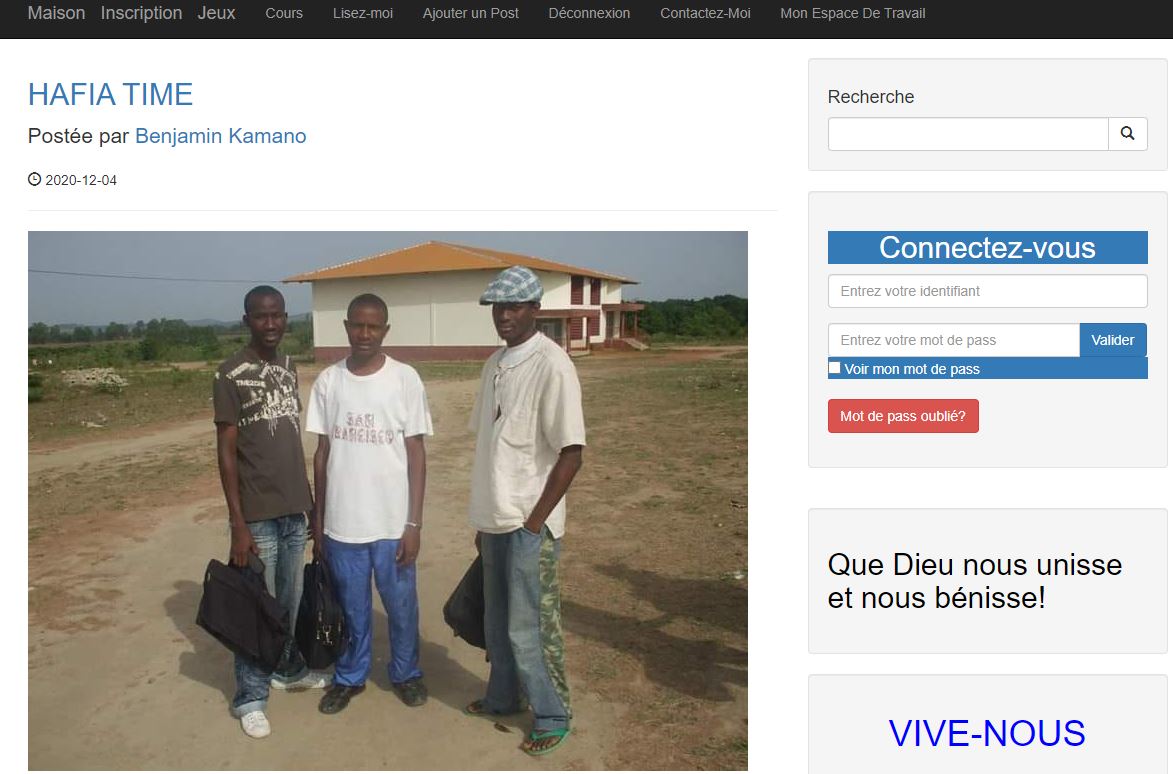 Maison Inscription Jeux Cours Lisez-moi Ajouter un Post Déconnexion Contactez-Moi Mon Espace De Travail
HAFIA TIME
Postée par Benjamin Kamano
2020-12-04
SAN
Recherche
Connectez-vous
Entrez votre identifiant
Entrez votre mot de pass Valider
Voir mon mot de pass
Mot de pass oublié?
Que Dieu nous unisse
et nous bénisse!
VIVE-NOUS